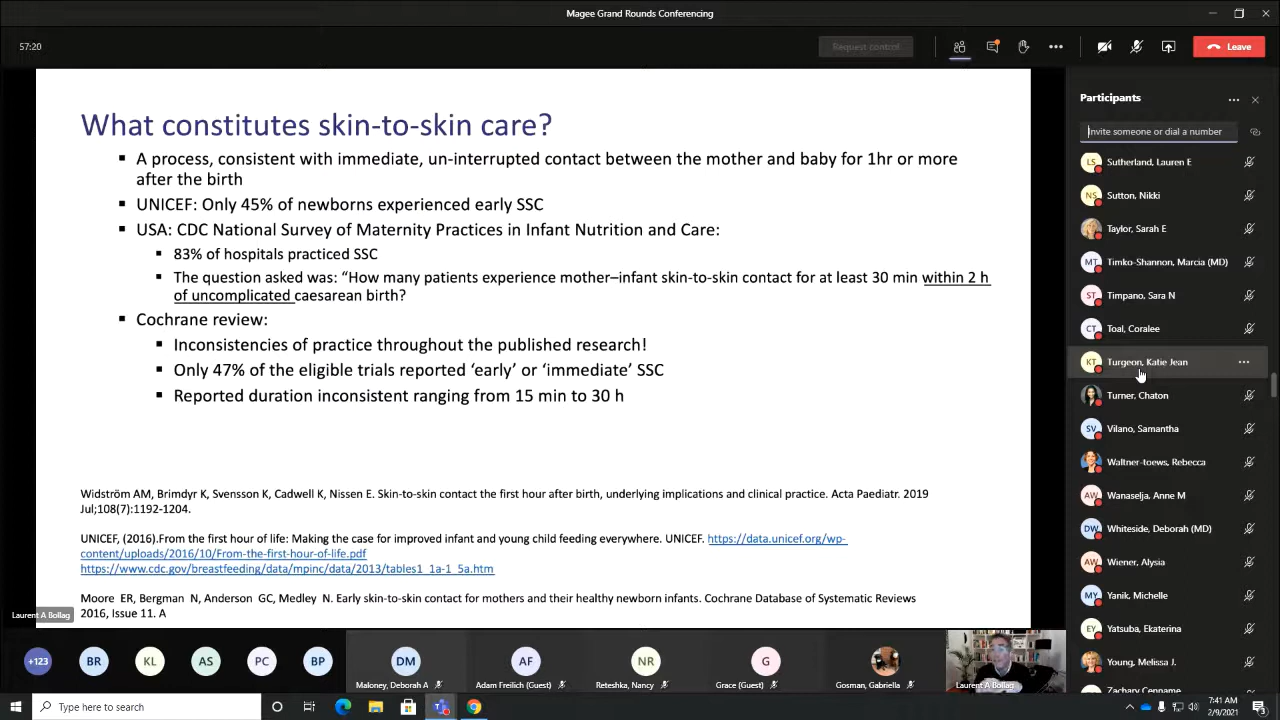 Magee Grand Rounds Conferencing
57:20
Request control
Leave
What constitutes skin-to-skin care?
A process, consistent with immediate, un-interrupted contact between the mother and baby for 1hr or more
after the birth
UNICEF: Only 45% of newborns experienced early SSC
USA: CDC National Survey of Maternity Practices in Infant Nutrition and Care:
83% of hospitals practiced SSC
The question asked was: “How many patients experience mother–infant skin-to-skin contact for at least 30 min within 2 h
of uncomplicated caesarean birth?
Cochrane review:
Inconsistencies of practice throughout the published research!
Only 47% of the eligible trials reported ‘early’ or ‘immediate’ SSC
Reported duration inconsistent ranging from 15 min to 30 h
Widström AM, Brimdyr K, Svensson K, Cadwell K, Nissen E. Skin-to-skin contact the first hour after birth, underlying implications and clinical practice. Acta Paediatr. 2019
Jul;108(7):1192-1204.
UNICEF, (2016).From the first hour of life: Making the case for improved infant and young child feeding everywhere. UNICEF. https://data.unicef.org/wp-
content/uploads/2016/10/From-the-first-hour-of-life.pdf
https://www.cdc.gov/breastfeeding/data/mpinc/data/2013/tables1_1a-1_5a.htm
Moore ER, Bergman N, Anderson GC, Medley N. Early skin-to-skin contact for mothers and their healthy newborn infants. Cochrane Database of Systematic Reviews
2016, Issue 11. A
Laurent A Bollag
Participants
Invite someone or dial a number
LS Sutherland, Lauren E
NS Sutton, Nikki
Taylor, Sarah E
MT Timko-Shannon, Marcia (MD)
ST Timpano, Sara N
CT Toal, Coralee
KT Turgeon, Katie Jean
Turner, Chaton
SV Vilano, Samantha
Waltner-toews, Rebecca
AW Wanaselja, Anne M
DW Whiteside, Deborah (MD)
AW Wiener, Alysia
MY Yanik, Michelle
EY Yatsuba, Ekaterina
Young, Melissa J.
Zachary Cenname
+123 BR KL AS PC BP DM AF NR G
Maloney, Deborah A
Adam Freilich (Guest)
Reteshka, Nancy
Grace (Guest)
Gosman, Gabriella
Laurent A Bollag
Type here to search
7:41 AM
2/9/2021
3